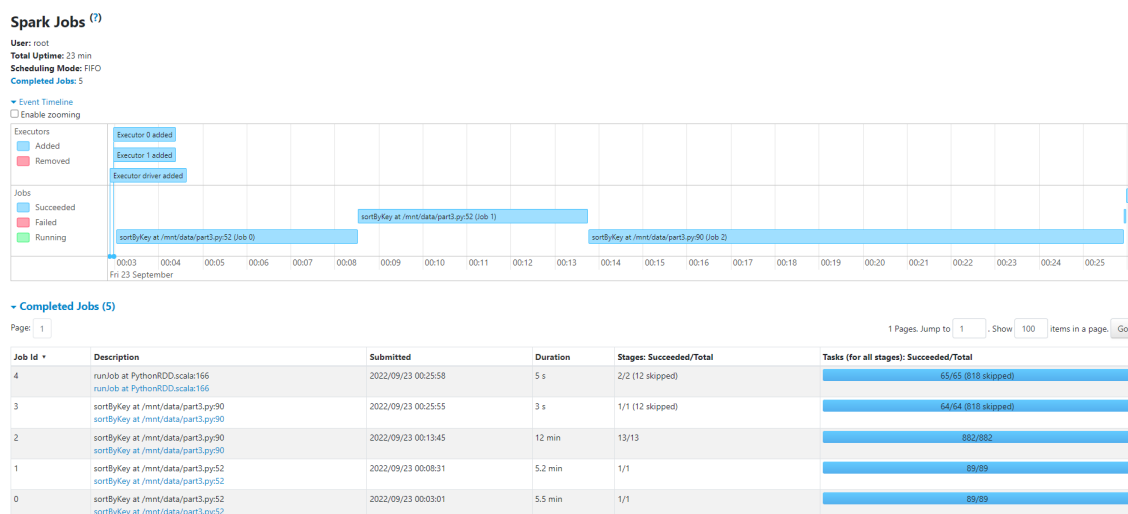 Spark Jobs (?)
User: root
Total Uptime: 23 min
Scheduling Mode: FIFO
Completed Jobs: 5
Event Timeline
Enable zooming
Executors
Added
Removed
Executor 0 added
Executor 1 added
Executor driver added
Jobs
Succeeded
Failed
Running
sortByKey at /mnt/data/part3.py:52 (Job 1)
sortByKey at /mnt/data/part3.py:52 (Job 0)
sortByKey at /mnt/data/part3.py:90 (Job 2)
00:03 00:04 00:05 00:06 00:07 00:08 00:09 00:10 00:11 00:12 00:13 00:14 00:15 00:16 00:17 00:18 00:19 00:20 00:21 00:22 00:23 00:24 00:25
Fri 23 September
Completed Jobs (5)
Page: 1
1 Pages. Jump to 1 . Show 100 items in a page. Go
Job Id ▾ Description Submitted Duration Stages: Succeeded/Total Tasks (for all stages): Succeeded/Total
4 runJob at PythonRDD.scala:166 2022/09/23 00:25:58 5 s 2/2 (12 skipped) 65/65 (818 skipped)
runJob at PythonRDD.scala:166
3 sortByKey at /mnt/data/part3.py:90 2022/09/23 00:25:55 3 s 1/1 (12 skipped) 64/64 (818 skipped)
sortByKey at /mnt/data/part3.py:90
2 sortByKey at /mnt/data/part3.py:90 2022/09/23 00:13:45 12 min 13/13 882/882
sortByKey at /mnt/data/part3.py:90
1 sortByKey at /mnt/data/part3.py:52 2022/09/23 00:08:31 5.2 min 1/1 89/89
sortByKey at /mnt/data/part3.py:52
0 sortByKey at /mnt/data/part3.py:52 2022/09/23 00:03:01 5.5 min 1/1 89/89
sortByKey at /mnt/data/part3.py:52